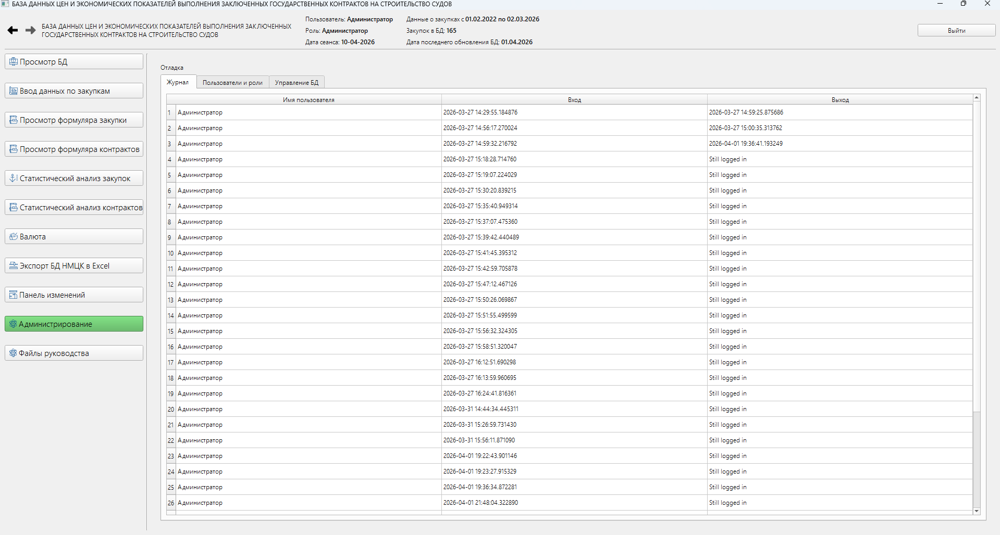 БАЗА ДАННЫХ ЦЕН И ЭКОНОМИЧЕСКИХ ПОКАЗАТЕЛЕЙ ВЫПОЛНЕНИЯ ЗАКЛЮЧЕННЫХ ГОСУДАРСТВЕННЫХ КОНТРАКТОВ НА СТРОИТЕЛЬСТВО СУДОВ
БАЗА ДАННЫХ ЦЕН И ЭКОНОМИЧЕСКИХ ПОКАЗАТЕЛЕЙ ВЫПОЛНЕНИЯ ЗАКЛЮЧЕННЫХ
ГОСУДАРСТВЕННЫХ КОНТРАКТОВ НА СТРОИТЕЛЬСТВО СУДОВ
Пользователь: Администратор
Роль: Администратор
Дата сеанса: 10-04-2026
Данные о закупках с 01.02.2022 по 02.03.2026
Закупок в БД: 165
Дата последнего обновления БД: 01.04.2026
Выйти
Просмотр БД
Ввод данных по закупкам
Просмотр формуляра закупки
Просмотр формуляра контрактов
Статистический анализ закупок
Статистический анализ контрактов
Валюта
Экспорт БД НМЦК в Excel
Панель изменений
Администрирование
Файлы руководства
Отладка
Журнал Пользователи и роли Управление БД
Имя пользователя Вход Выход
1 Администратор 2026-03-27 14:29:55.184876 2026-03-27 14:59:25.875686
2 Администратор 2026-03-27 14:56:17.270024 2026-03-27 15:00:35.313762
3 Администратор 2026-03-27 14:59:32.216792 2026-04-01 19:36:41.193249
4 Администратор 2026-03-27 15:18:28.714760 Still logged in
5 Администратор 2026-03-27 15:19:07.224029 Still logged in
6 Администратор 2026-03-27 15:30:20.839215 Still logged in
7 Администратор 2026-03-27 15:35:40.949314 Still logged in
8 Администратор 2026-03-27 15:37:07.475360 Still logged in
9 Администратор 2026-03-27 15:39:42.440489 Still logged in
10 Администратор 2026-03-27 15:41:45.395312 Still logged in
11 Администратор 2026-03-27 15:42:59.705878 Still logged in
12 Администратор 2026-03-27 15:47:12.467126 Still logged in
13 Администратор 2026-03-27 15:50:26.069867 Still logged in
14 Администратор 2026-03-27 15:51:55.499599 Still logged in
15 Администратор 2026-03-27 15:56:32.324305 Still logged in
16 Администратор 2026-03-27 15:58:51.320047 Still logged in
17 Администратор 2026-03-27 16:12:51.690298 Still logged in
18 Администратор 2026-03-27 16:13:59.960695 Still logged in
19 Администратор 2026-03-27 16:24:41.816361 Still logged in
20 Администратор 2026-03-31 14:44:34.445311 Still logged in
21 Администратор 2026-03-31 15:26:59.731430 Still logged in
22 Администратор 2026-03-31 15:56:11.871090 Still logged in
23 Администратор 2026-04-01 19:22:43.901146 Still logged in
24 Администратор 2026-04-01 19:23:27.915329 Still logged in
25 Администратор 2026-04-01 19:36:34.872281 Still logged in
26 Администратор 2026-04-01 21:48:04.322890 Still logged in